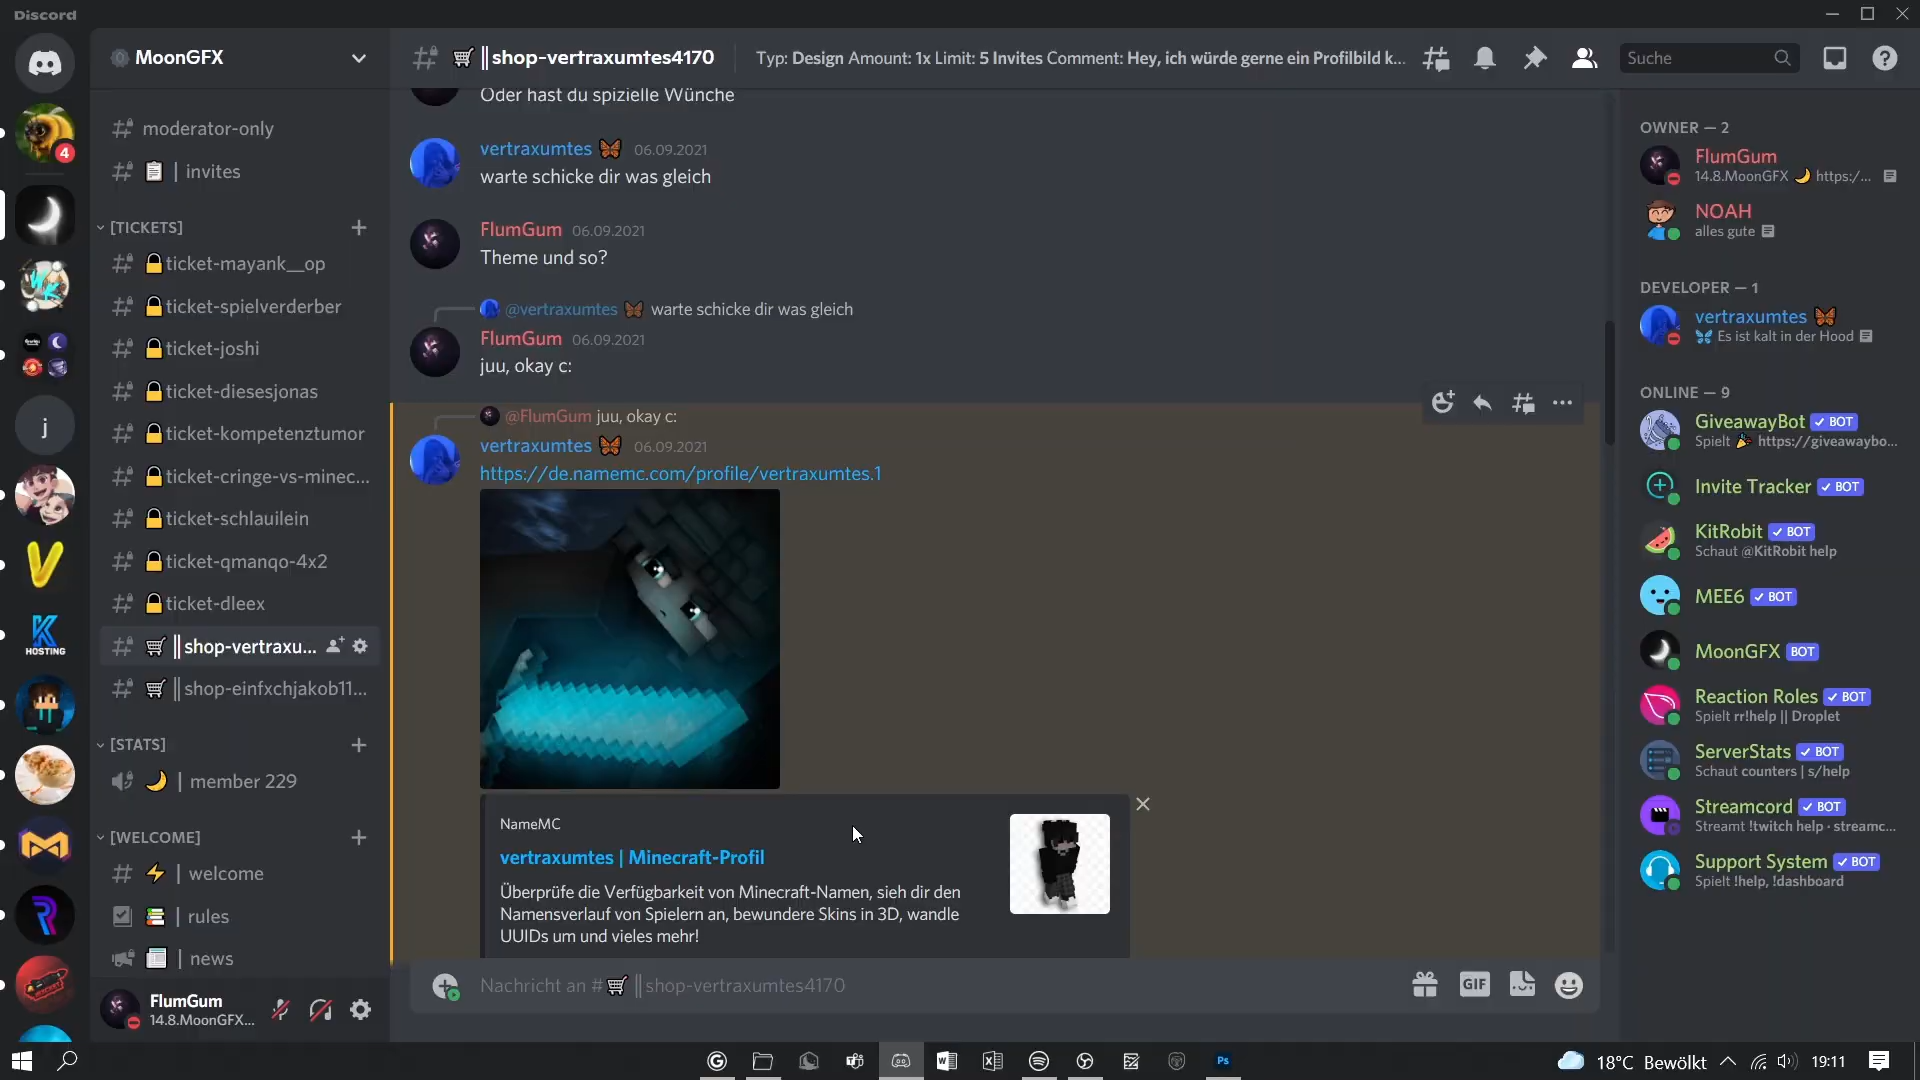 Discord
MoonGFX
moderator-only
| invites
[TICKETS]
ticket-mayank__op
ticket-spielverderber
ticket-joshi
ticket-diesesjonas
ticket-kompetenztumor
ticket-cringe-vs-minec...
ticket-schlauilein
ticket-qmanqo-4x2
ticket-dleex
||shop-vertraxu...
||shop-einfxchjakob11...
[STATS]
| member 229
[WELCOME]
| welcome
| rules
| news
FlumGum
14.8.MoonGFX...
4
j
HOSTING
||shop-vertraxumtes4170
Typ: Design Amount: 1x Limit: 5 Invites Comment: Hey, ich würde gerne ein Profilbild k...
Suche
Oder hast du spizielle Wünche
vertraxumtes 06.09.2021
warte schicke dir was gleich
FlumGum 06.09.2021
Theme und so?
@vertraxumtes warte schicke dir was gleich
FlumGum 06.09.2021
juu, okay c:
@FlumGum juu, okay c:
vertraxumtes 06.09.2021
https://de.namemc.com/profile/vertraxumtes.1
NameMC
vertraxumtes | Minecraft-Profil
Überprüfe die Verfügbarkeit von Minecraft-Namen, sieh dir den
Namensverlauf von Spielern an, bewundere Skins in 3D, wandle
UUIDs um und vieles mehr!
Nachricht an #||shop-vertraxumtes4170
GIF
OWNER — 2
FlumGum
14.8.MoonGFX https:/...
NOAH
alles gute
DEVELOPER — 1
vertraxumtes
Es ist kalt in der Hood
ONLINE — 9
GiveawayBot BOT
Spielt https://giveawaybo...
Invite Tracker BOT
KitRobit BOT
Schaut @KitRobit help
MEE6 BOT
MoonGFX BOT
Reaction Roles BOT
Spielt rr!help || Droplet
ServerStats BOT
Schaut counters | s/help
Streamcord BOT
Streamt !twitch help · streamc...
Support System BOT
Spielt !help, !dashboard
Ps
18°C Bewölkt
19:11